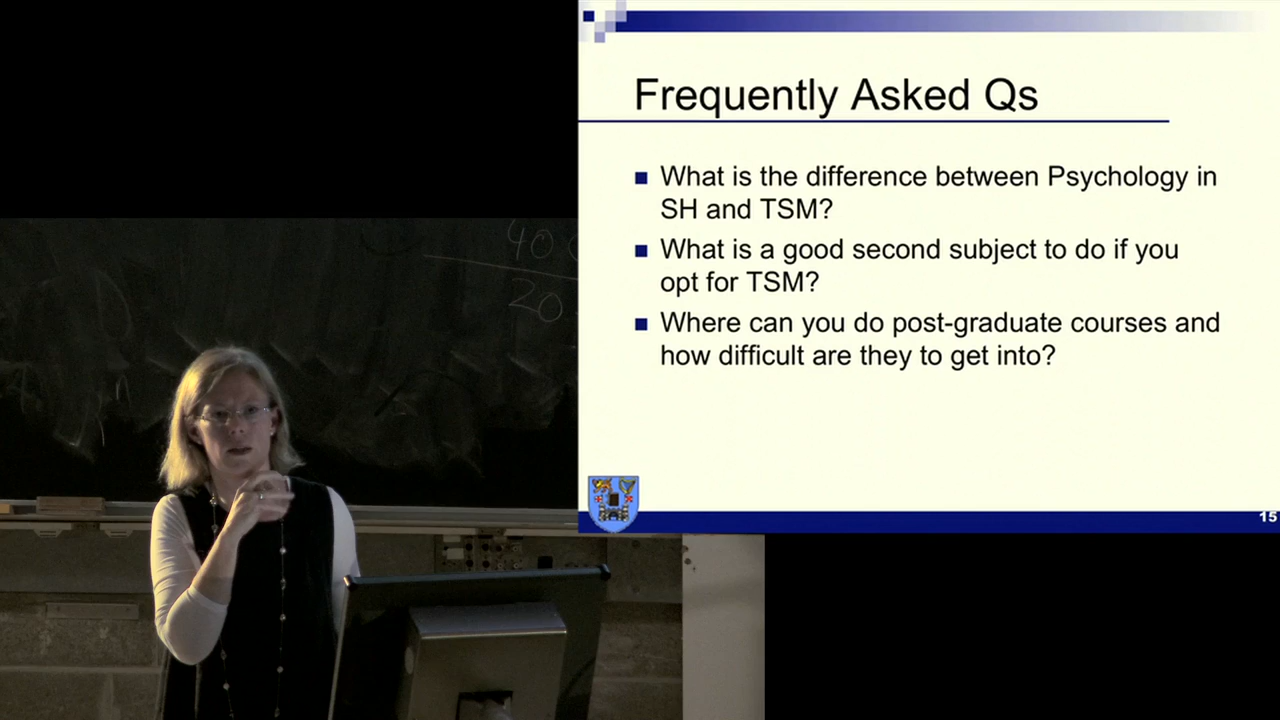 Frequently Asked Qs
What is the difference between Psychology in
SH and TSM?
What is a good second subject to do if you
opt for TSM?
Where can you do post-graduate courses and
how difficult are they to get into?
15
40
20